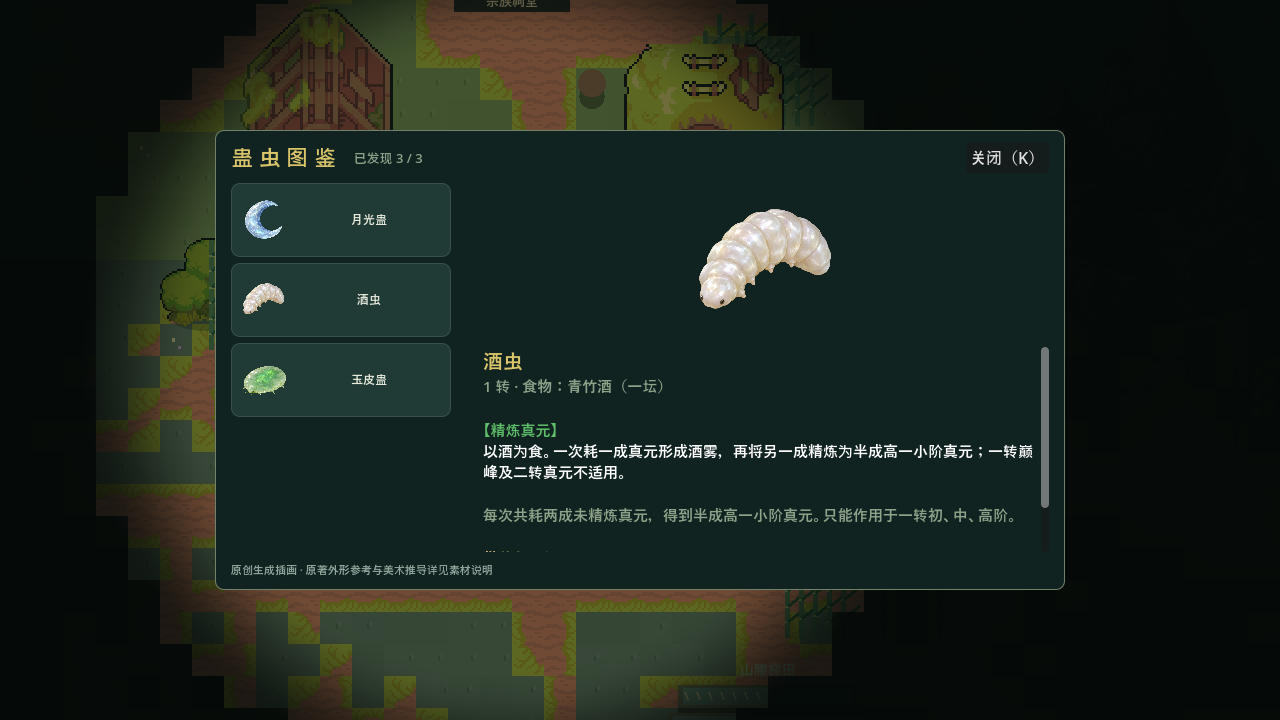 宗族祠堂
蛊虫图鉴 已发现 3 / 3
关闭（K）
月光蛊
酒虫
玉皮蛊
酒虫
1 转 · 食物：青竹酒（一坛）
【精炼真元】
以酒为食。一次耗一成真元形成酒雾，再将另一成精炼为半成高一小阶真元；一转巅
峰及二转真元不适用。
每次共耗两成未精炼真元，得到半成高一小阶真元。只能作用于一转初、中、高阶。
原创生成插画 · 原著外形参考与美术推导详见素材说明